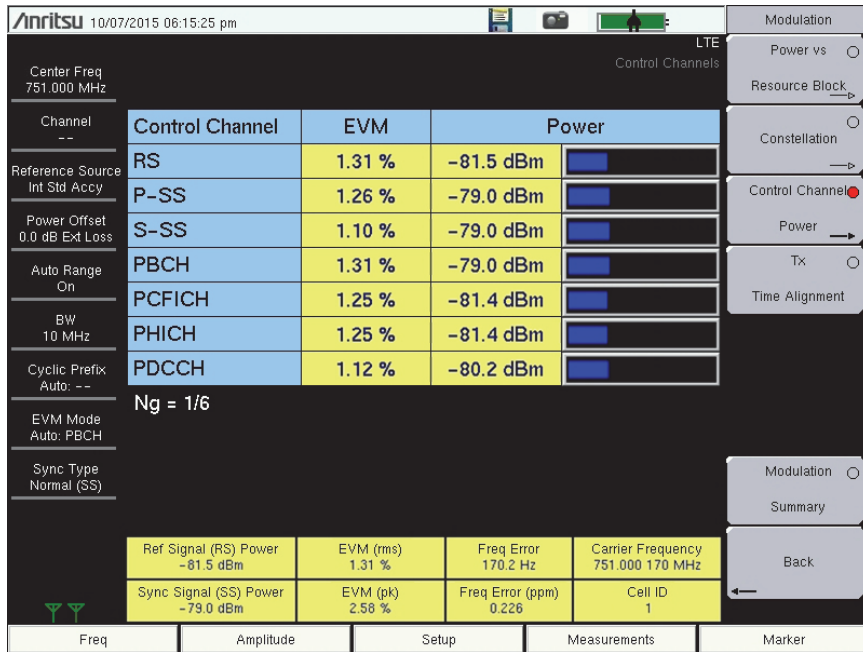 Anritsu 10/07/2015 06:15:25 pm
Modulation
Center Freq
751.000 MHz
Channel
--
Reference Source
Int Std Accy
Power Offset
0.0 dB Ext Loss
Auto Range
On
BW
10 MHz
Cyclic Prefix
Auto: --
EVM Mode
Auto: PBCH
Sync Type
Normal (SS)
LTE
Control Channels
Control Channel EVM Power
RS 1.31 % -81.5 dBm
P-SS 1.26 % -79.0 dBm
S-SS 1.10 % -79.0 dBm
PBCH 1.31 % -79.0 dBm
PCFICH 1.25 % -81.4 dBm
PHICH 1.25 % -81.4 dBm
PDCCH 1.12 % -80.2 dBm
Ng = 1/6
Ref Signal (RS) Power
-81.5 dBm
EVM (rms)
1.31 %
Freq Error
170.2 Hz
Carrier Frequency
751.000 170 MHz
Sync Signal (SS) Power
-79.0 dBm
EVM (pk)
2.58 %
Freq Error (ppm)
0.226
Cell ID
1
Power vs
Resource Block
Constellation
Control Channel
Power
Tx
Time Alignment
Modulation
Summary
Back
Freq Amplitude Setup Measurements Marker